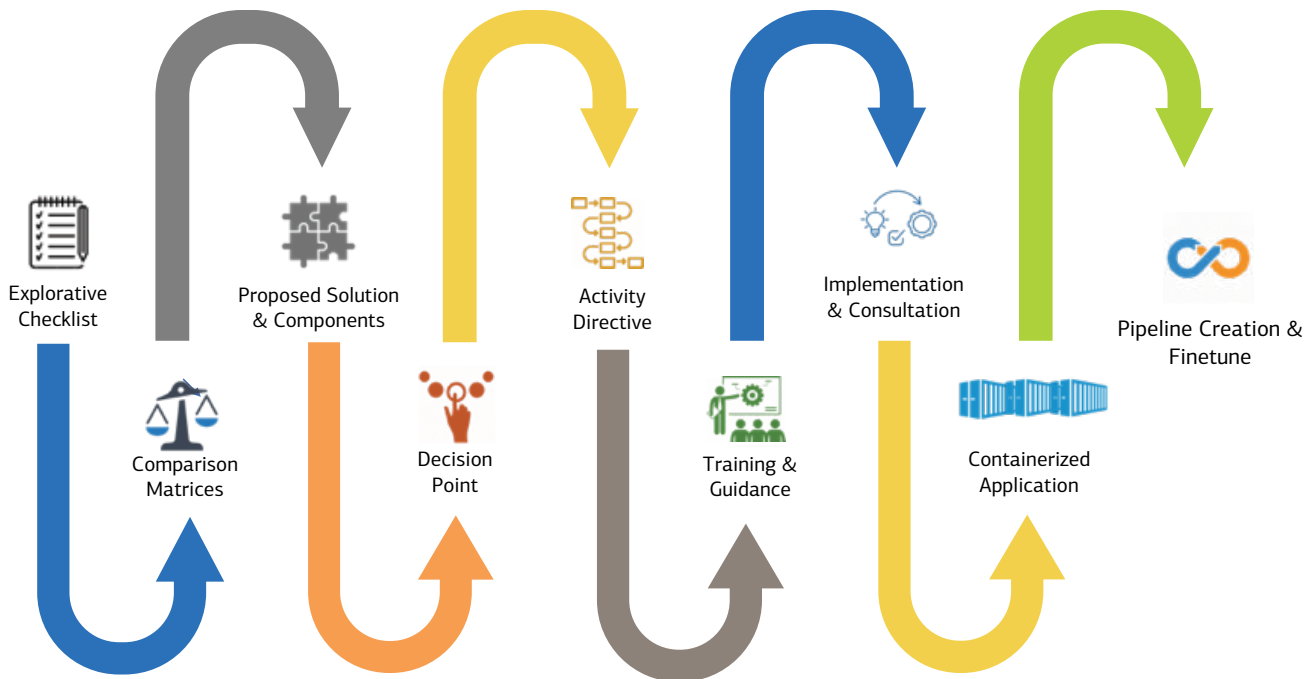 Explorative
Checklist
Comparison
Matrices
Proposed Solution
& Components
Decision
Point
Activity
Directive
Training &
Guidance
Implementation
& Consultation
Containerized
Application
Pipeline Creation &
Finetune